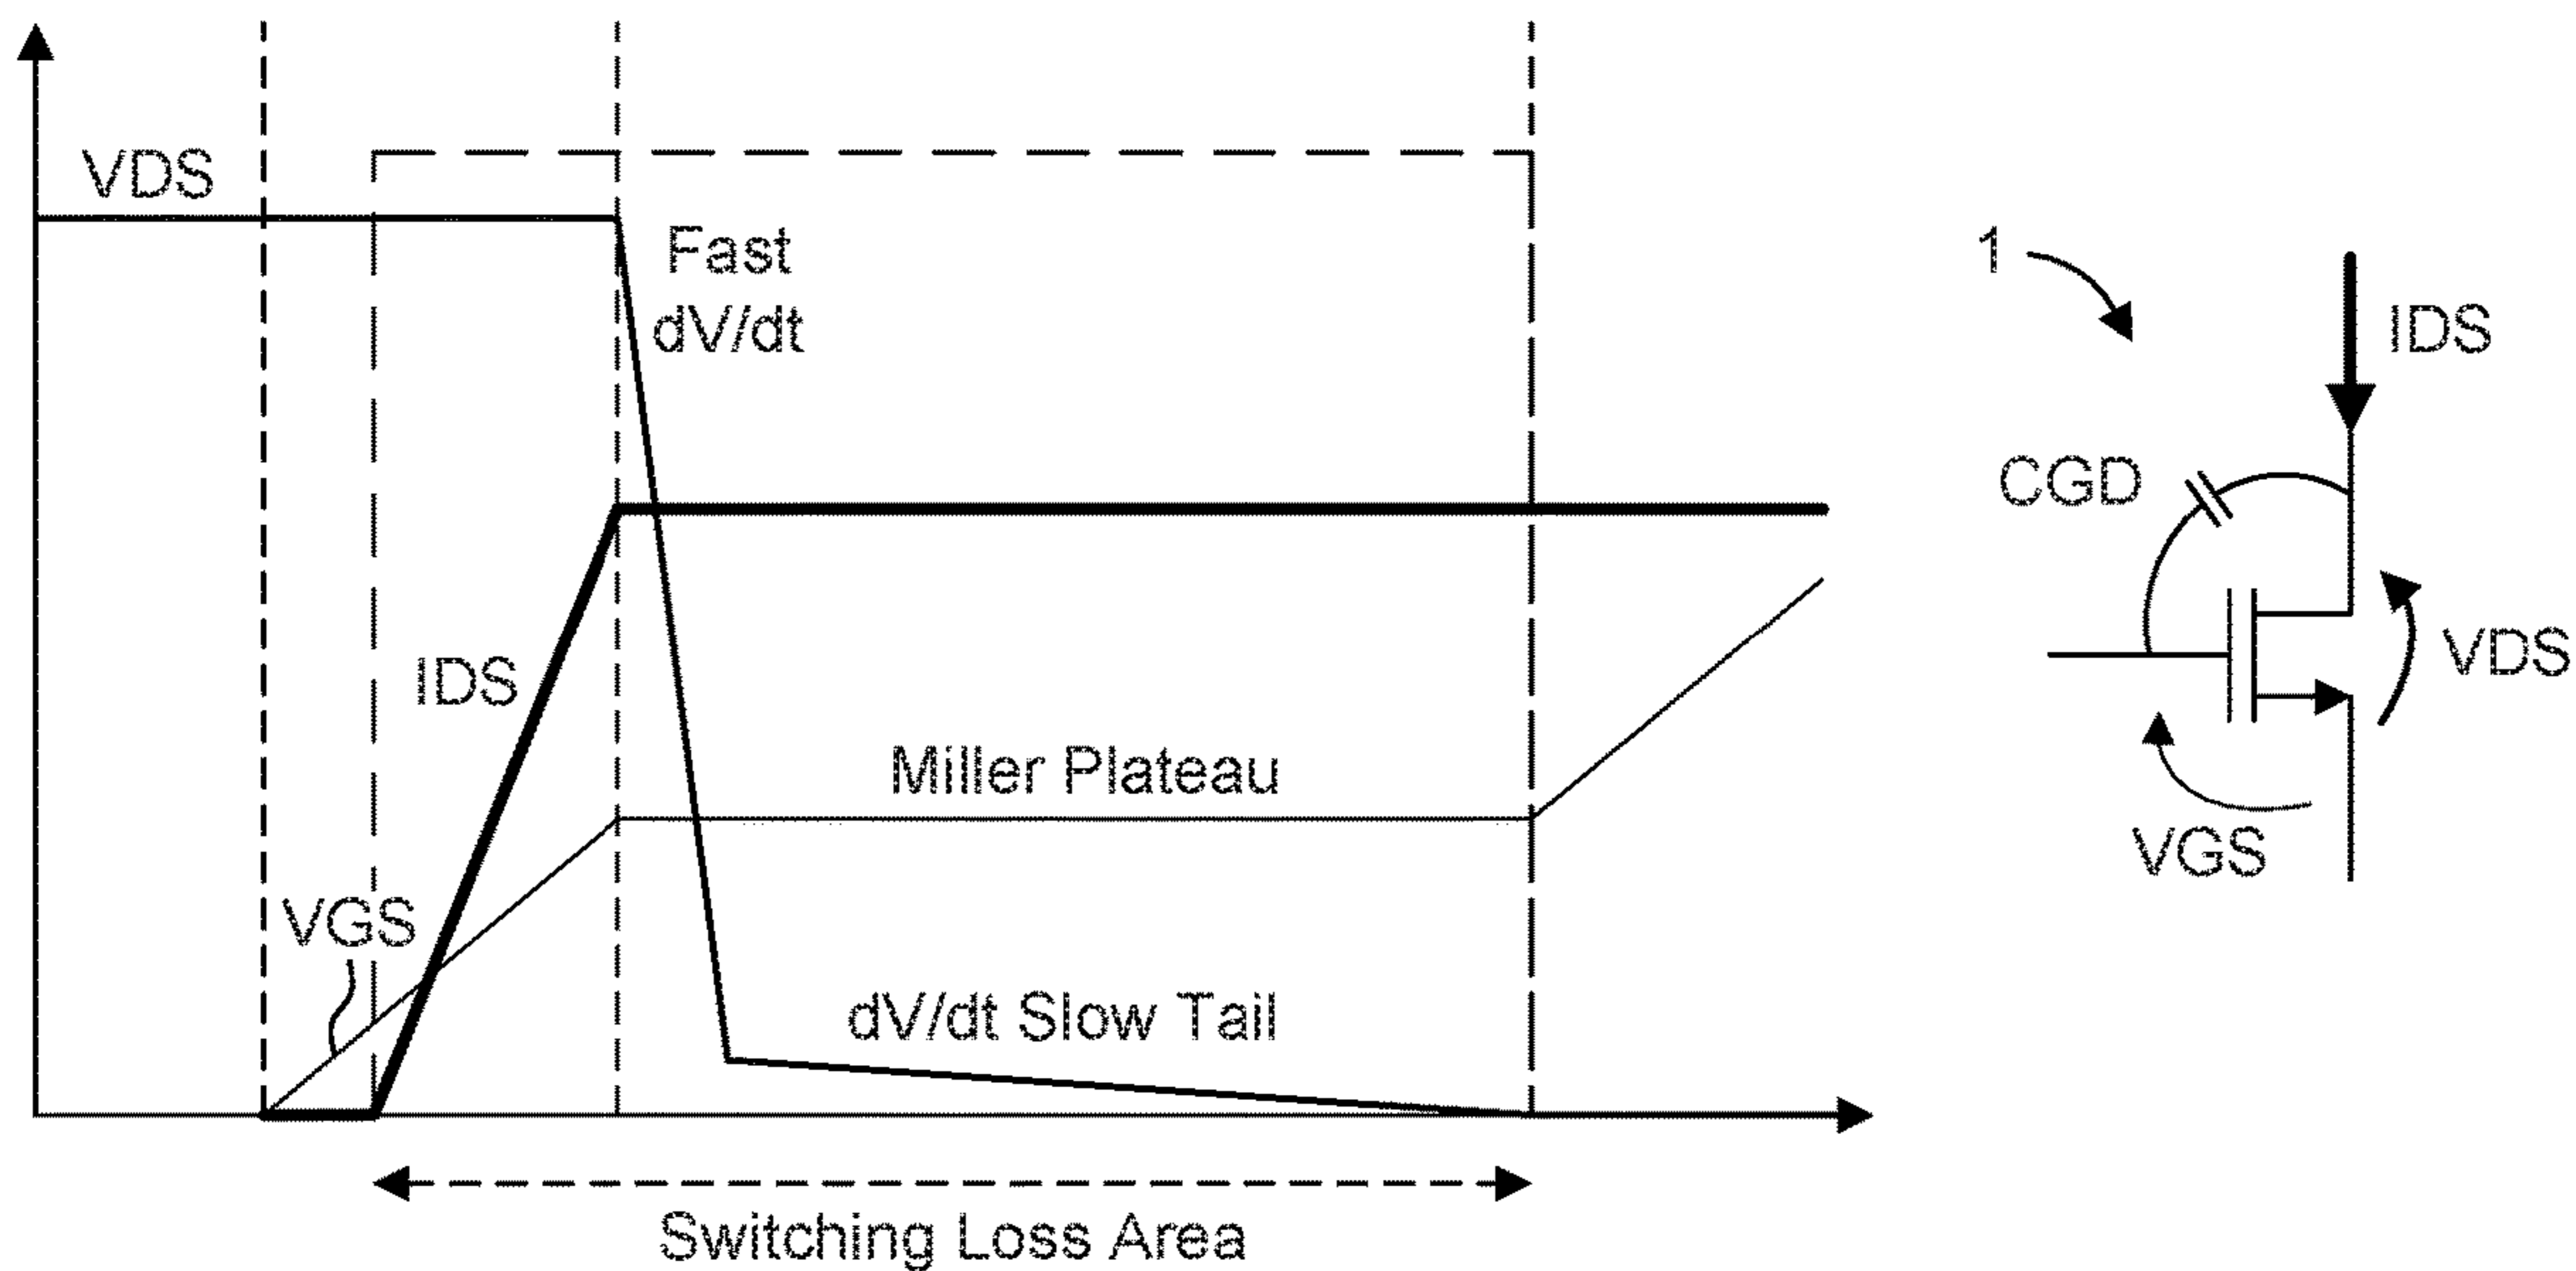 VDS
Fast
dV/dt
IDS
Miller Plateau
VGS
dV/dt Slow Tail
Switching Loss Area
1
IDS
CGD
VDS
VGS